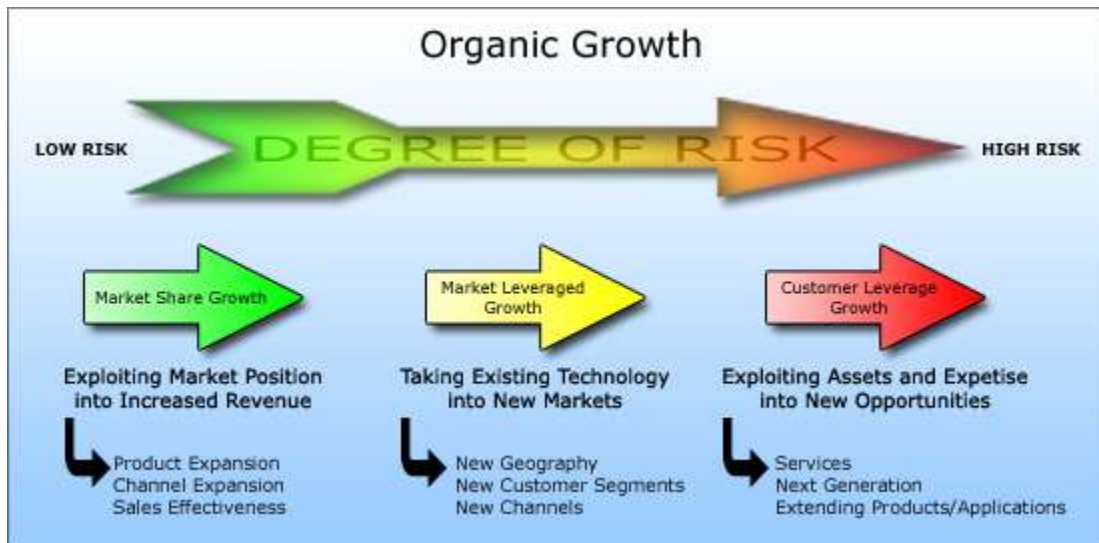 Organic Growth
LOW RISK
DEGREE OF RISK
HIGH RISK
Market Share Growth
Market Leveraged
Growth
Customer Leverage
Growth
Exploiting Market Position
into Increased Revenue
Taking Existing Technology
into New Markets
Exploiting Assets and Expetise
into New Opportunities
Product Expansion
Channel Expansion
Sales Effectiveness
New Geography
New Customer Segments
New Channels
Services
Next Generation
Extending Products/Applications